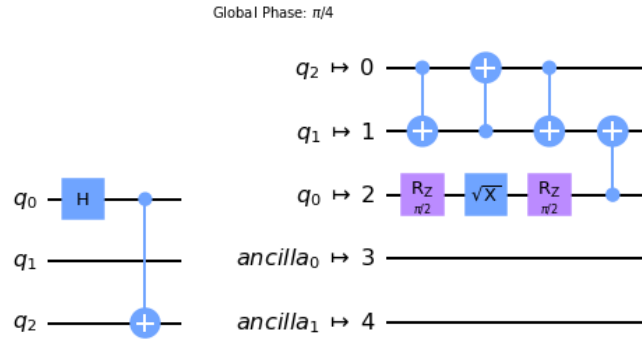 Global Phase: π/4
q₂ ↦ 0
q₁ ↦ 1
q₀ ↦ 2
R_Z
π/2
√X
R_Z
π/2
ancilla₀ ↦ 3
ancilla₁ ↦ 4
q₀
H
q₁
q₂